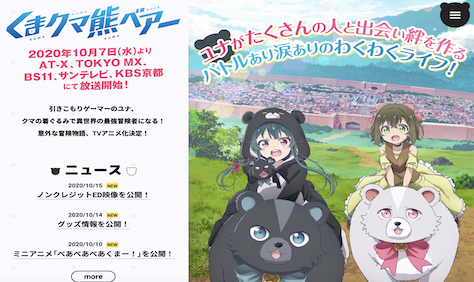 くまクマ熊ベアー
KUMA KUMA KUMA BEAR
2020年10月7日(水)より
AT-X、TOKYO MX、
BS11、サンテレビ、KBS京都
にて放送開始!
引きこもりゲーマーのユナ、
クマの着ぐるみで異世界の最強冒険者になる!
意外な冒険物語、TVアニメ化決定!
ニュース
2020/10/15 NEW
ノンクレジットED映像を公開!
2020/10/14 NEW
グッズ情報を公開!
2020/10/10 NEW
ミニアニメ「べあべあべあくまー!」を公開!
more
ユナがたくさんの人と出会い絆を作る
バトルあり涙ありのわくわくライフ!